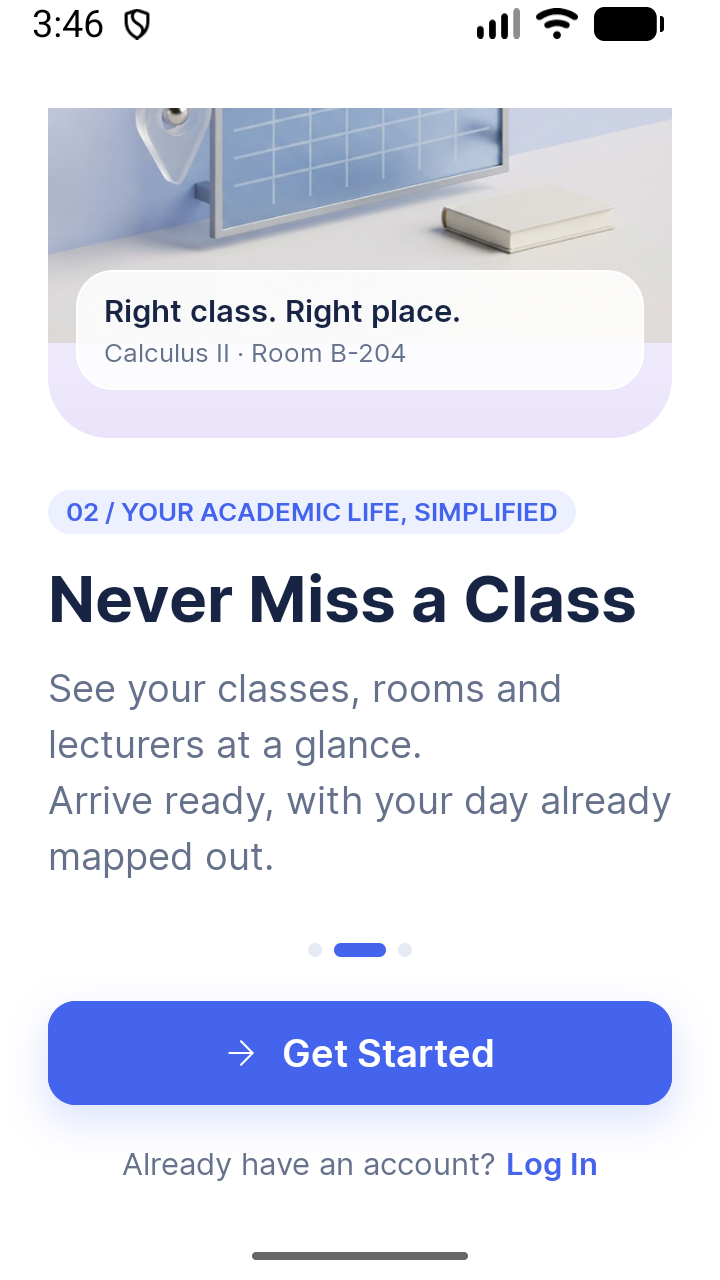 3:46
Right class. Right place.
Calculus II · Room B-204
02 / YOUR ACADEMIC LIFE, SIMPLIFIED
Never Miss a Class
See your classes, rooms and
lecturers at a glance.
Arrive ready, with your day already
mapped out.
Get Started
Already have an account? Log In